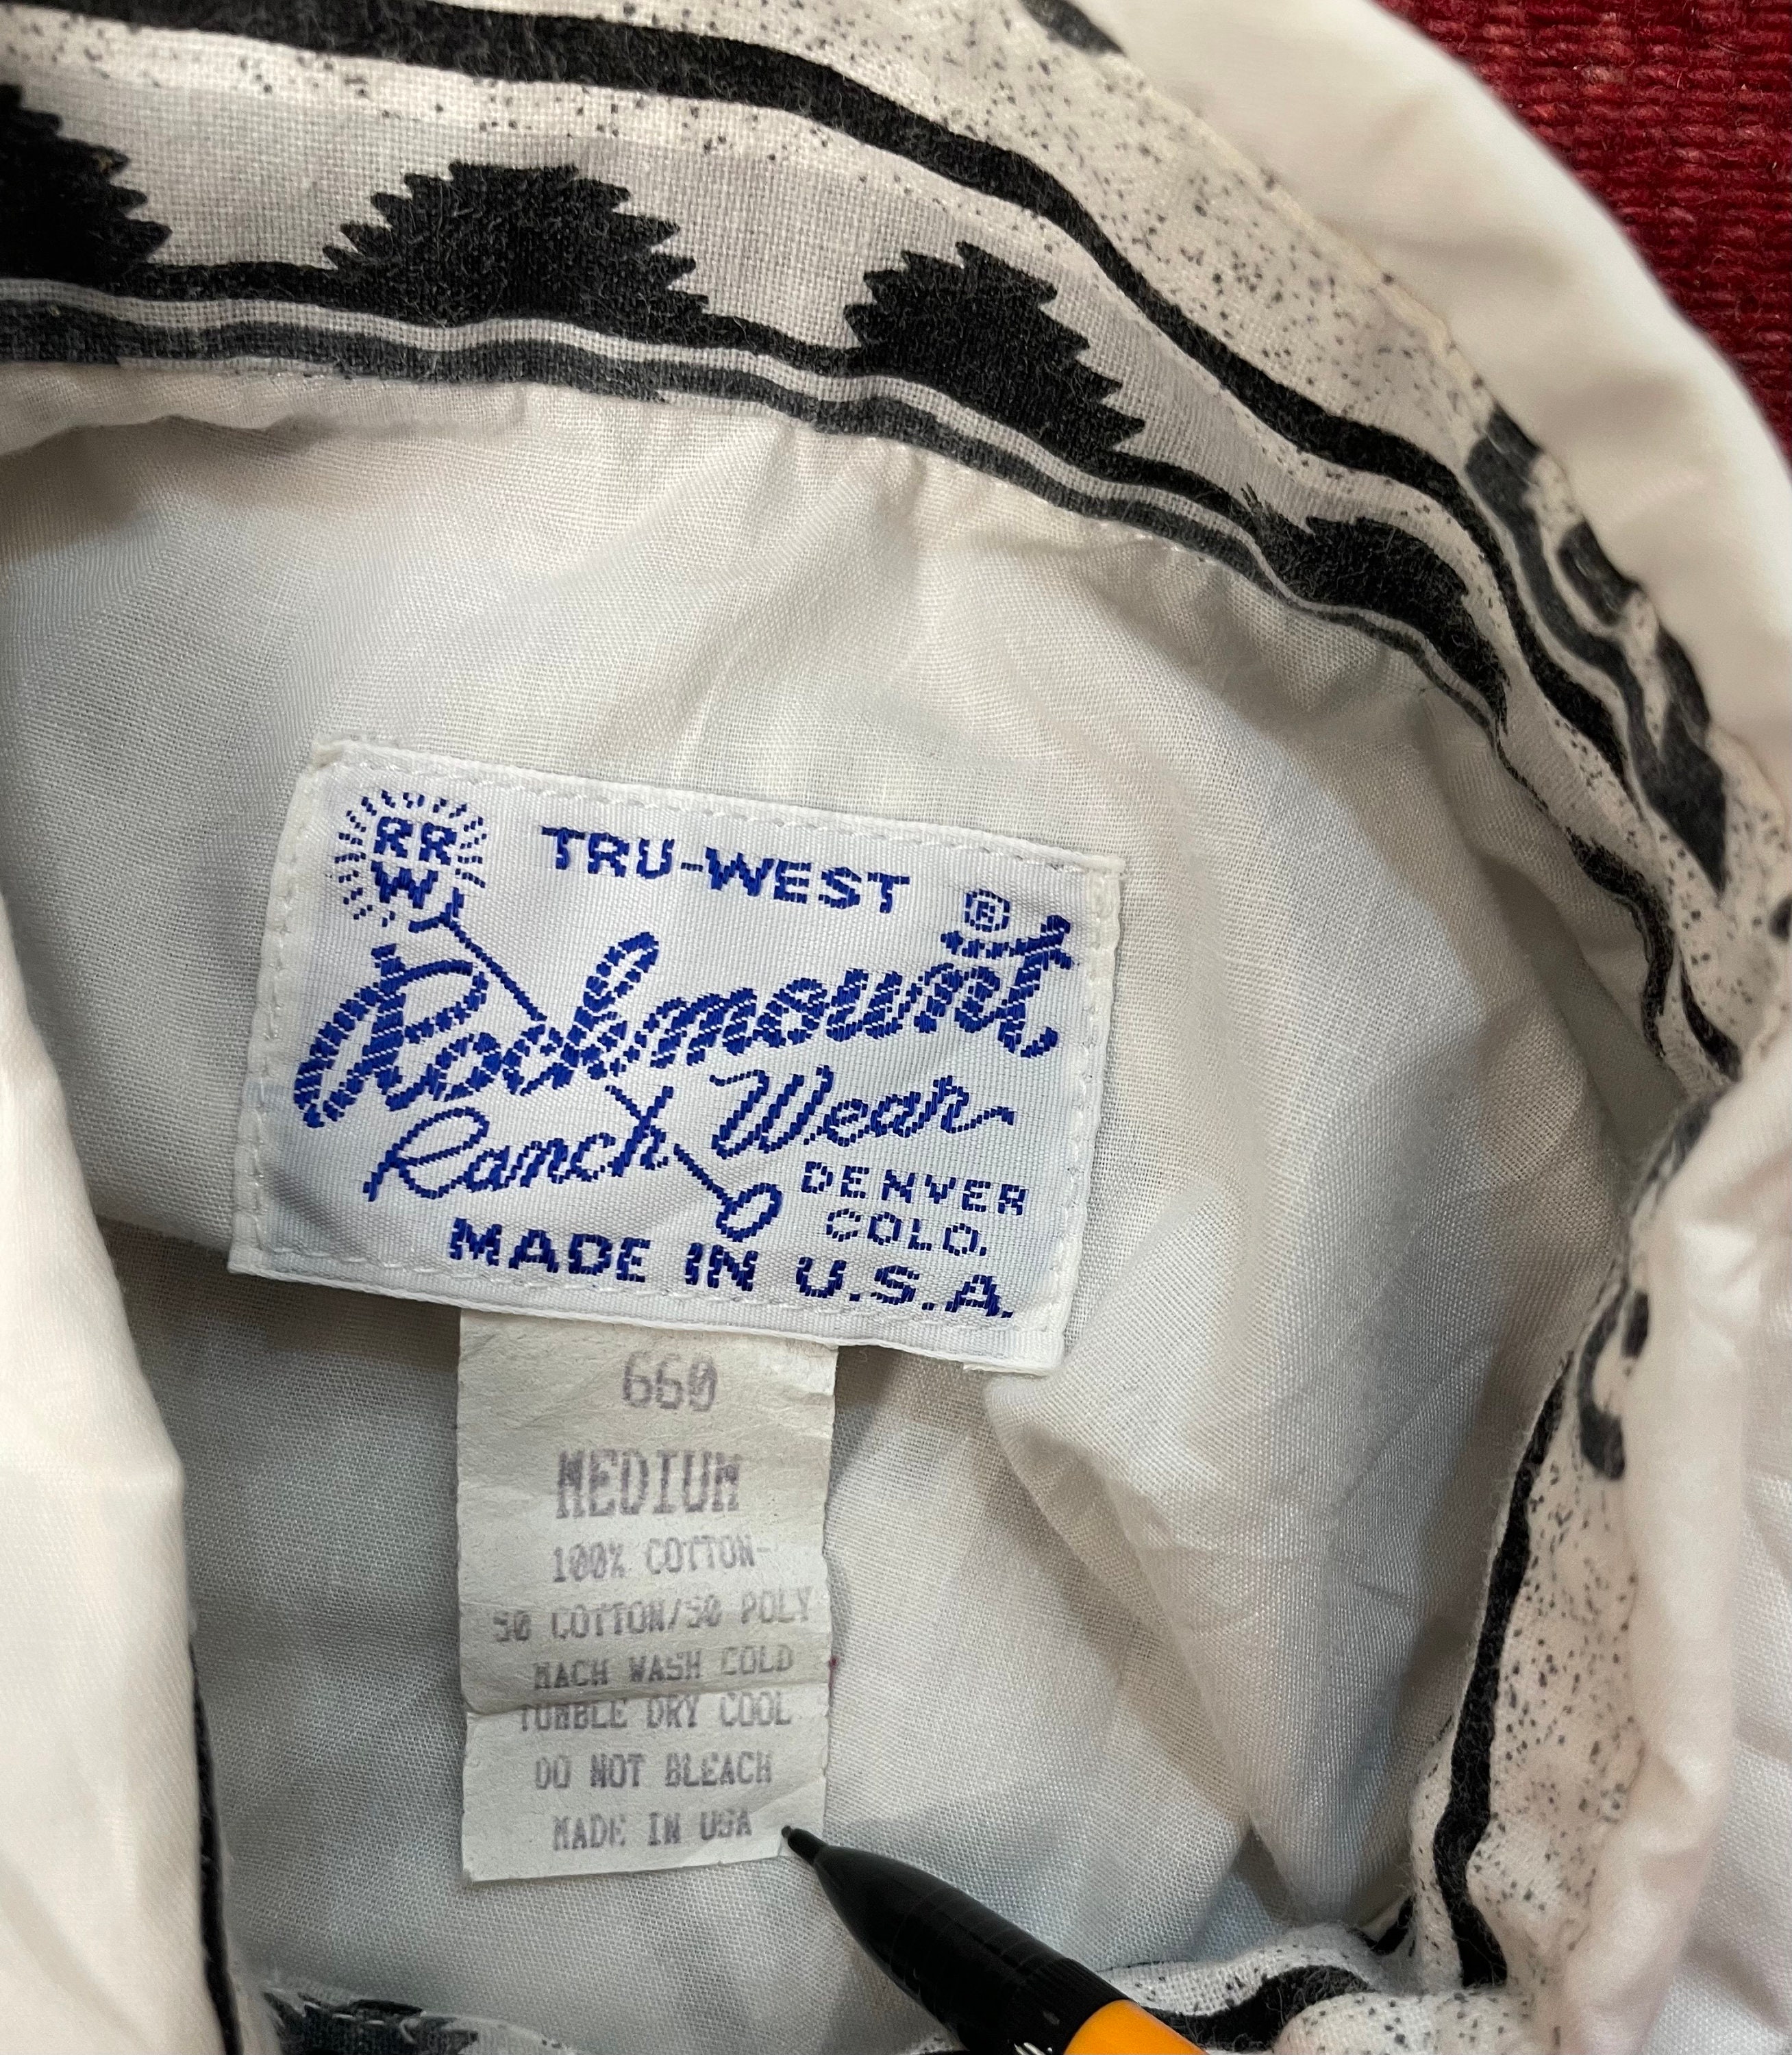 RR
W
TRU-WEST ®
Rockmount
Ranch Wear
DENVER
COLO.
MADE IN U.S.A.
660
MEDIUM
100% COTTON-
50 COTTON/50 POLY
MACH WASH COLD
TUMBLE DRY COOL
DO NOT BLEACH
MADE IN USA